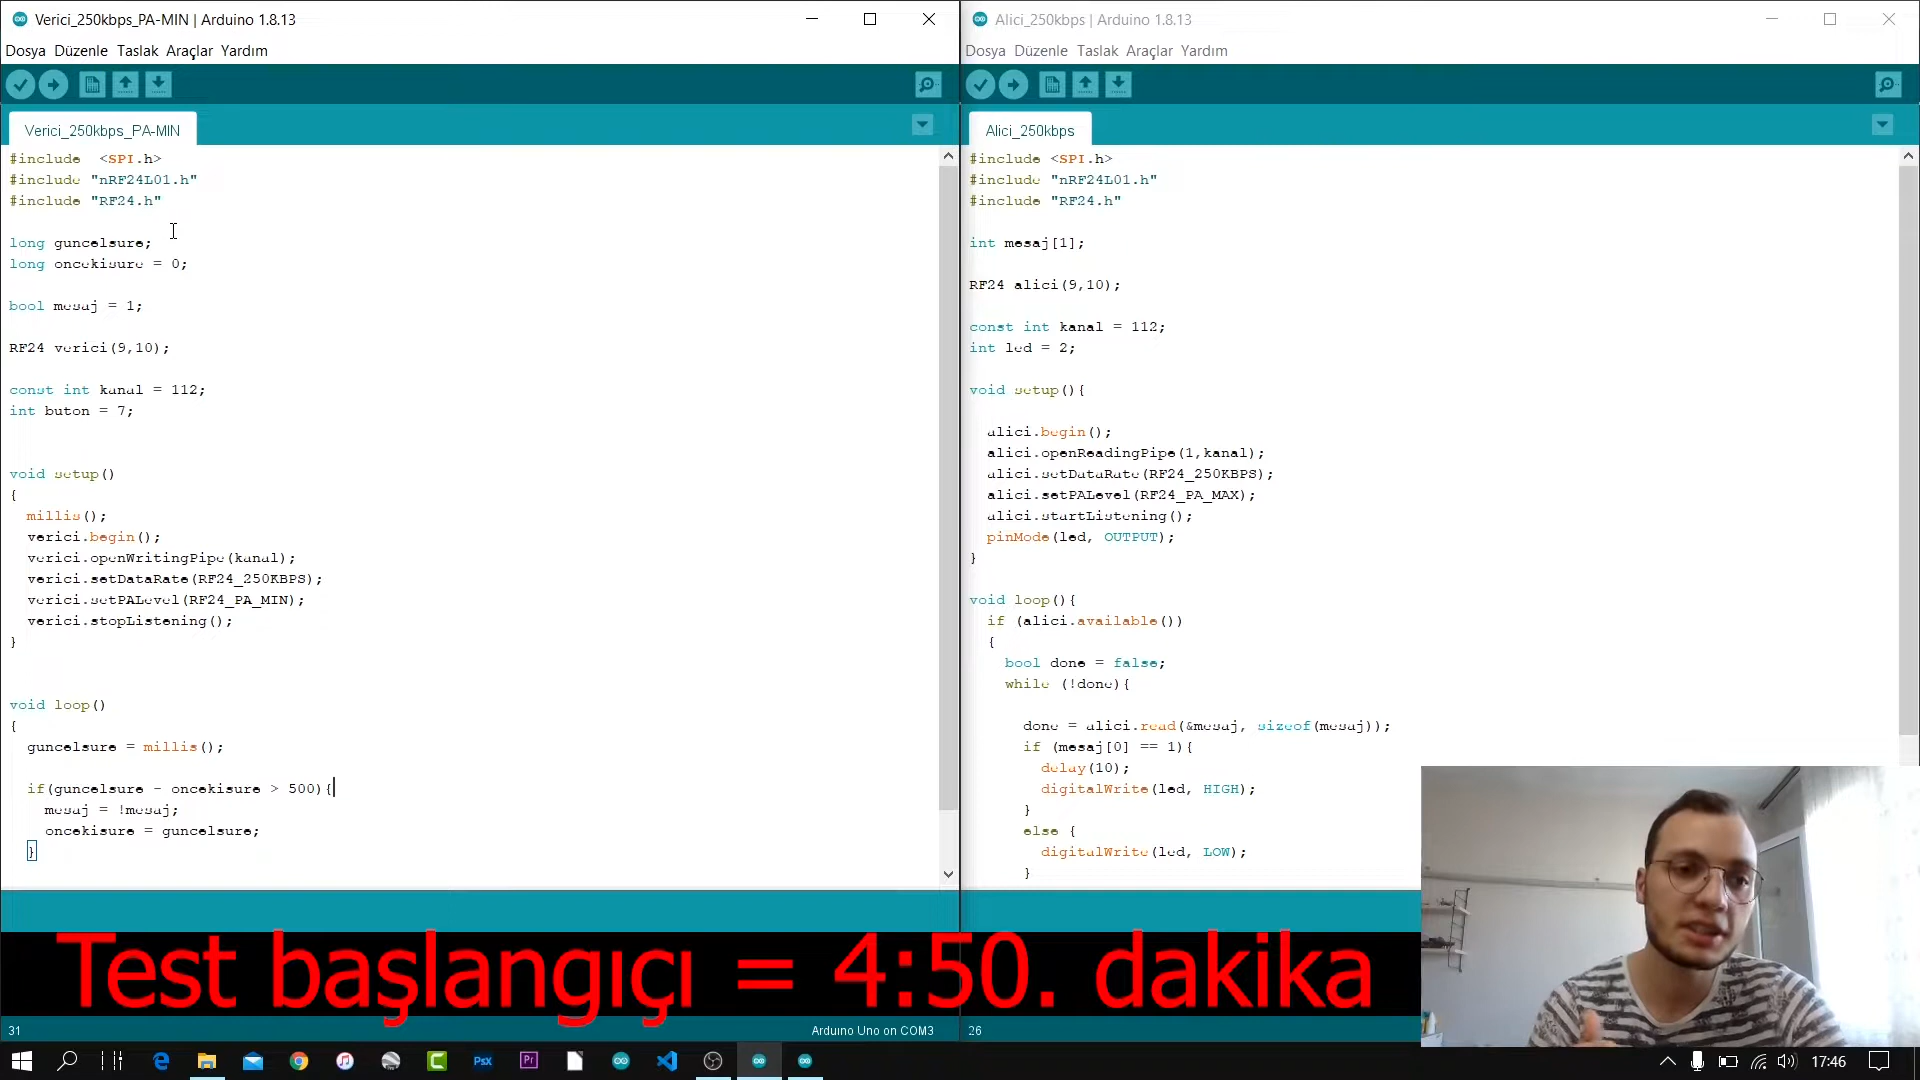 Verici_250kbps_PA-MIN | Arduino 1.8.13
Dosya Düzenle Taslak Araçlar Yardım
Verici_250kbps_PA-MIN
#include  <SPI.h>
#include "nRF24L01.h"
#include "RF24.h"
long guncelsure;
long oncekisure = 0;
bool mesaj = 1;
RF24 verici(9,10);
const int kanal = 112;
int buton = 7;
void setup()
{
millis();
verici.begin();
verici.openWritingPipe(kanal);
verici.setDataRate(RF24_250KBPS);
verici.setPALevel(RF24_PA_MIN);
verici.stopListening();
}
void loop()
{
guncelsure = millis();
if(guncelsure - oncekisure > 500){
mesaj = !mesaj;
oncekisure = guncelsure;
}
31
Arduino Uno on COM3
Alici_250kbps | Arduino 1.8.13
Dosya Düzenle Taslak Araçlar Yardım
Alici_250kbps
#include <SPI.h>
#include "nRF24L01.h"
#include "RF24.h"
int mesaj[1];
RF24 alici(9,10);
const int kanal = 112;
int led = 2;
void setup(){
alici.begin();
alici.openReadingPipe(1,kanal);
alici.setDataRate(RF24_250KBPS);
alici.setPALevel(RF24_PA_MAX);
alici.startListening();
pinMode(led, OUTPUT);
}
void loop(){
if (alici.available())
{
bool done = false;
while (!done){
done = alici.read(&mesaj, sizeof(mesaj));
if (mesaj[0] == 1){
delay(10);
digitalWrite(led, HIGH);
}
else {
digitalWrite(led, LOW);
}
26
Test başlangıçı = 4:50. dakika
PsX
Pr
17:46